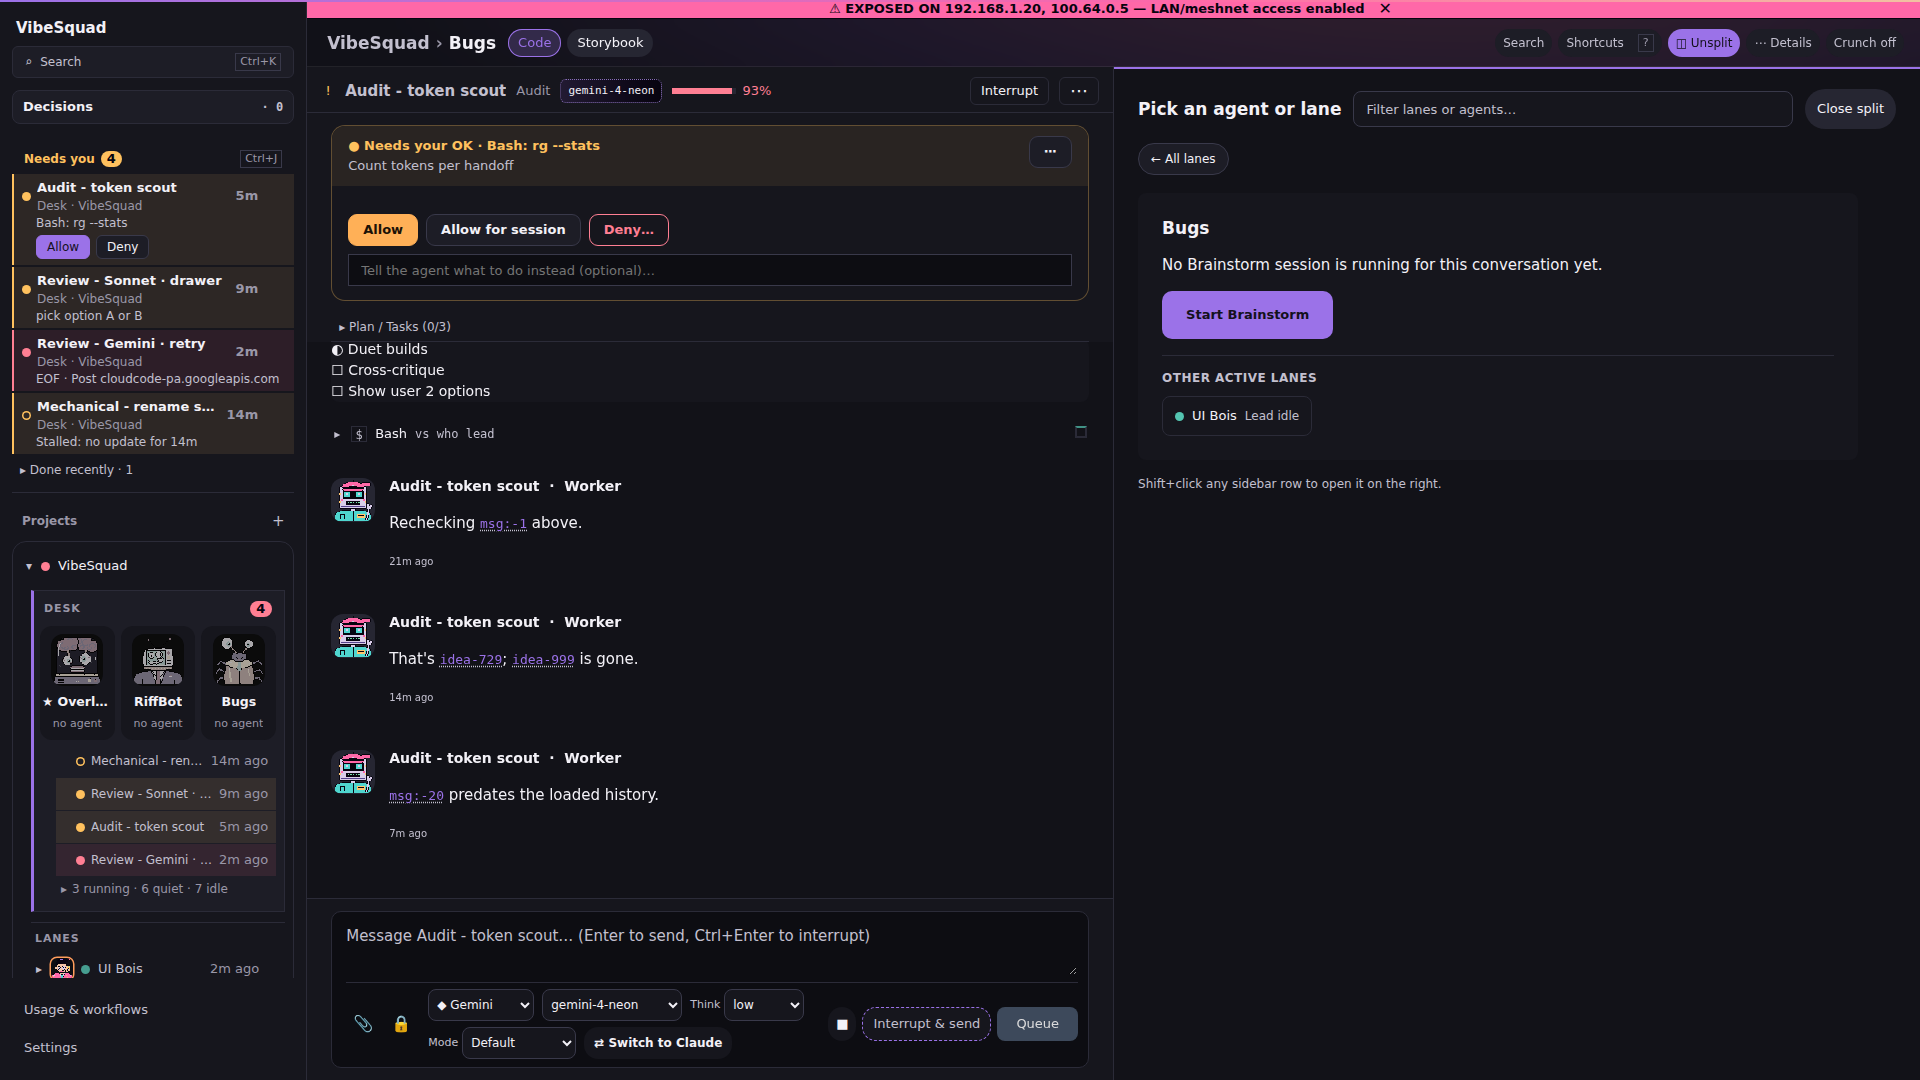 ⚠ EXPOSED ON 192.168.1.20, 100.64.0.5 — LAN/meshnet access enabled ✕
VibeSquad
⌕ Search Ctrl+K
Decisions · 0
Needs you 4 Ctrl+J
Audit - token scout 5m
Desk · VibeSquad
Bash: rg --stats
Allow Deny
Review - Sonnet · drawer 9m
Desk · VibeSquad
pick option A or B
Review - Gemini · retry 2m
Desk · VibeSquad
EOF · Post cloudcode-pa.googleapis.com
Mechanical - rename s… 14m
Desk · VibeSquad
Stalled: no update for 14m
▸ Done recently · 1
Projects +
▾ VibeSquad
DESK 4
★ Overl… RiffBot Bugs
no agent no agent no agent
Mechanical - ren… 14m ago
Review - Sonnet · … 9m ago
Audit - token scout 5m ago
Review - Gemini · … 2m ago
▸ 3 running · 6 quiet · 7 idle
LANES
▸ UI Bois 2m ago
Usage & workflows
Settings
VibeSquad › Bugs Code Storybook
Search Shortcuts ? ◫ Unsplit ⋯ Details Crunch off
! Audit - token scout Audit gemini-4-neon 93% Interrupt ⋯
● Needs your OK · Bash: rg --stats
Count tokens per handoff
⋯
Allow Allow for session Deny…
Tell the agent what to do instead (optional)…
▸ Plan / Tasks (0/3)
◐ Duet builds
☐ Cross-critique
☐ Show user 2 options
▸ $ Bash vs who lead
Audit - token scout · Worker
Rechecking msg:-1 above.
21m ago
Audit - token scout · Worker
That's idea-729; idea-999 is gone.
14m ago
Audit - token scout · Worker
msg:-20 predates the loaded history.
7m ago
Message Audit - token scout… (Enter to send, Ctrl+Enter to interrupt)
📎 🔒 ◆ Gemini gemini-4-neon Think low
Mode Default ⇄ Switch to Claude
■ Interrupt & send Queue
Pick an agent or lane Filter lanes or agents… Close split
← All lanes
Bugs
No Brainstorm session is running for this conversation yet.
Start Brainstorm
OTHER ACTIVE LANES
UI Bois Lead idle
Shift+click any sidebar row to open it on the right.